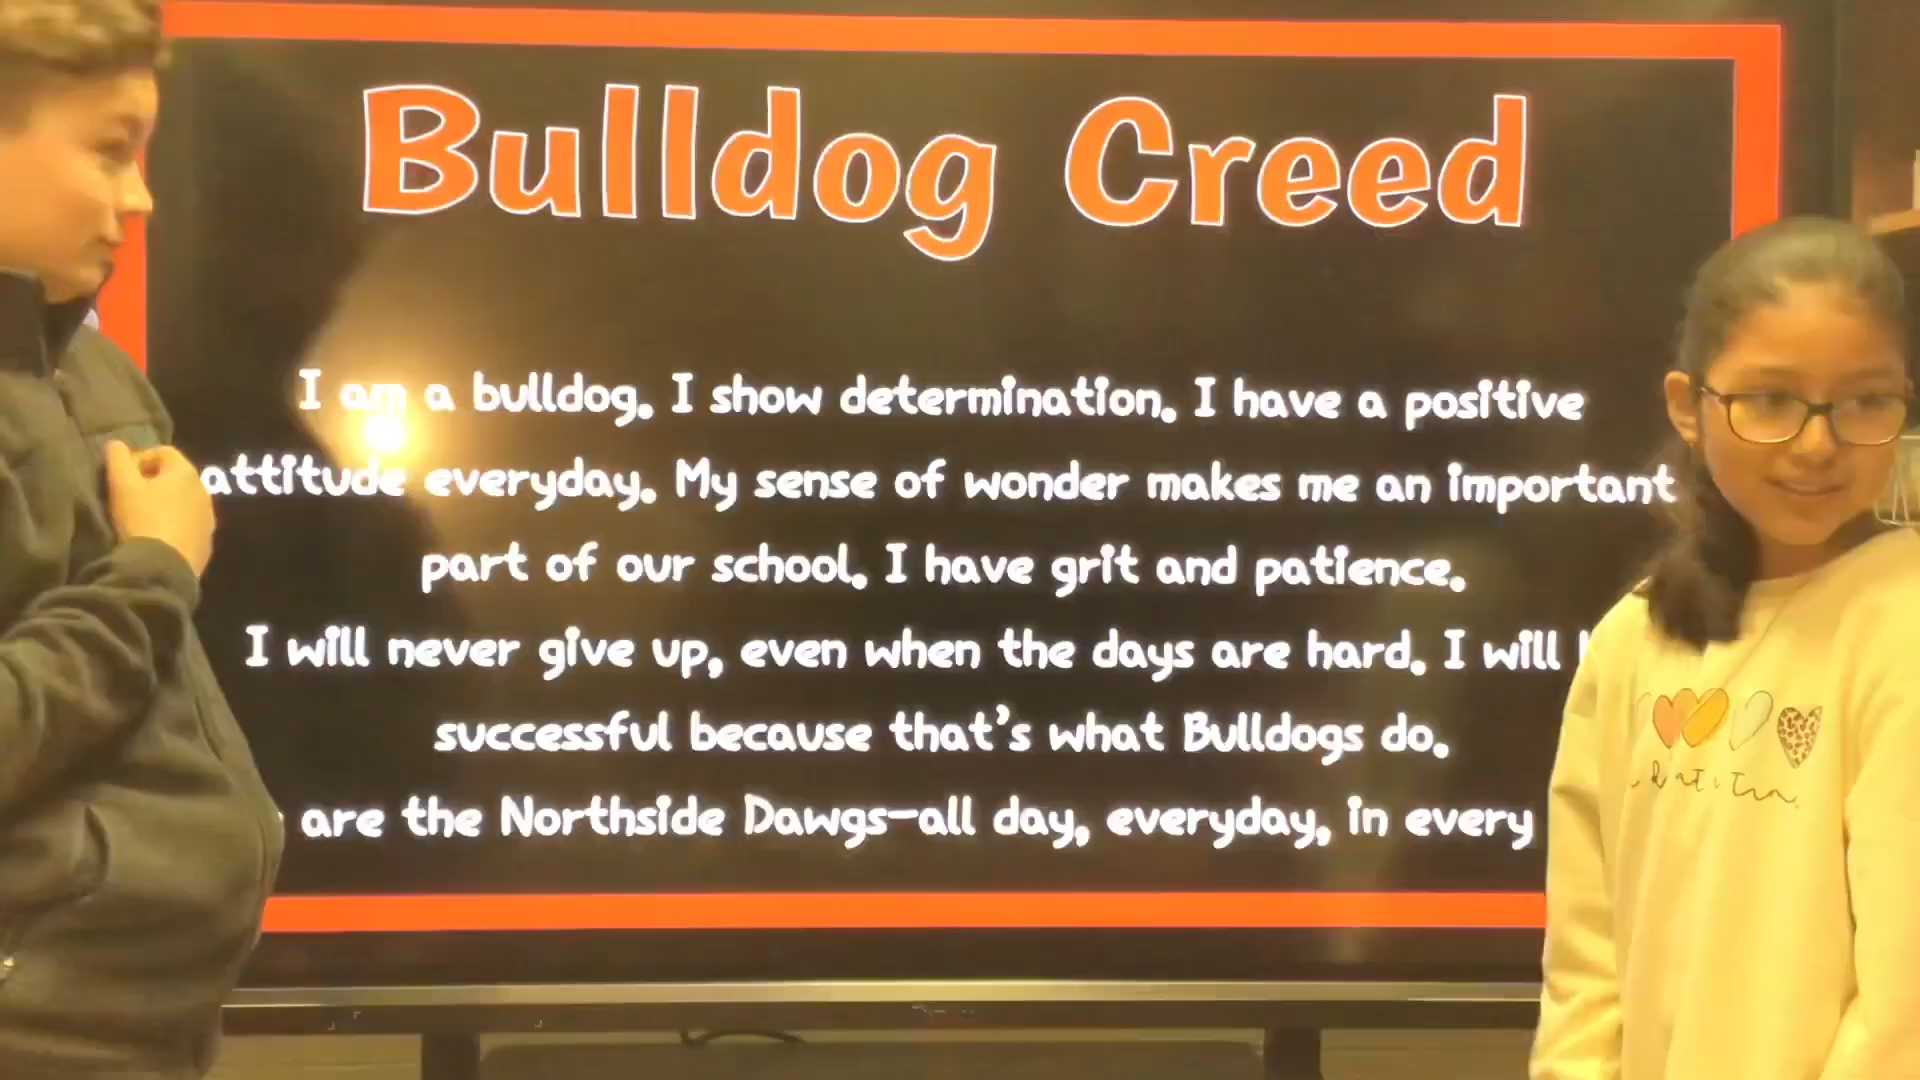 Bulldog Creed
I am a bulldog. I show determination. I have a positive
attitude everyday. My sense of wonder makes me an important
part of our school. I have grit and patience.
I will never give up, even when the days are hard. I will
successful because that's what Bulldogs do.
are the Northside Dawgs—all day, everyday, in every